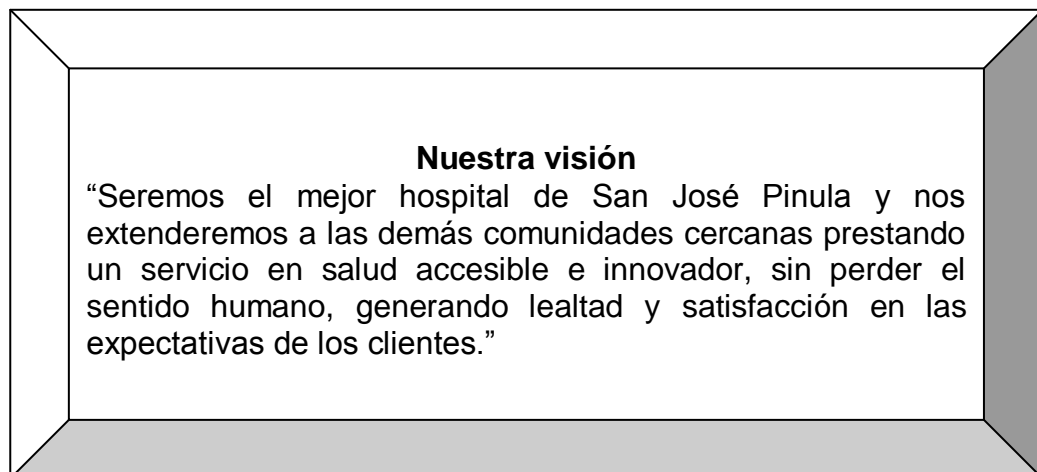 Nuestra visión
“Seremos el mejor hospital de San José Pinula y nos
extenderemos a las demás comunidades cercanas prestando
un servicio en salud accesible e innovador, sin perder el
sentido humano, generando lealtad y satisfacción en las
expectativas de los clientes.”